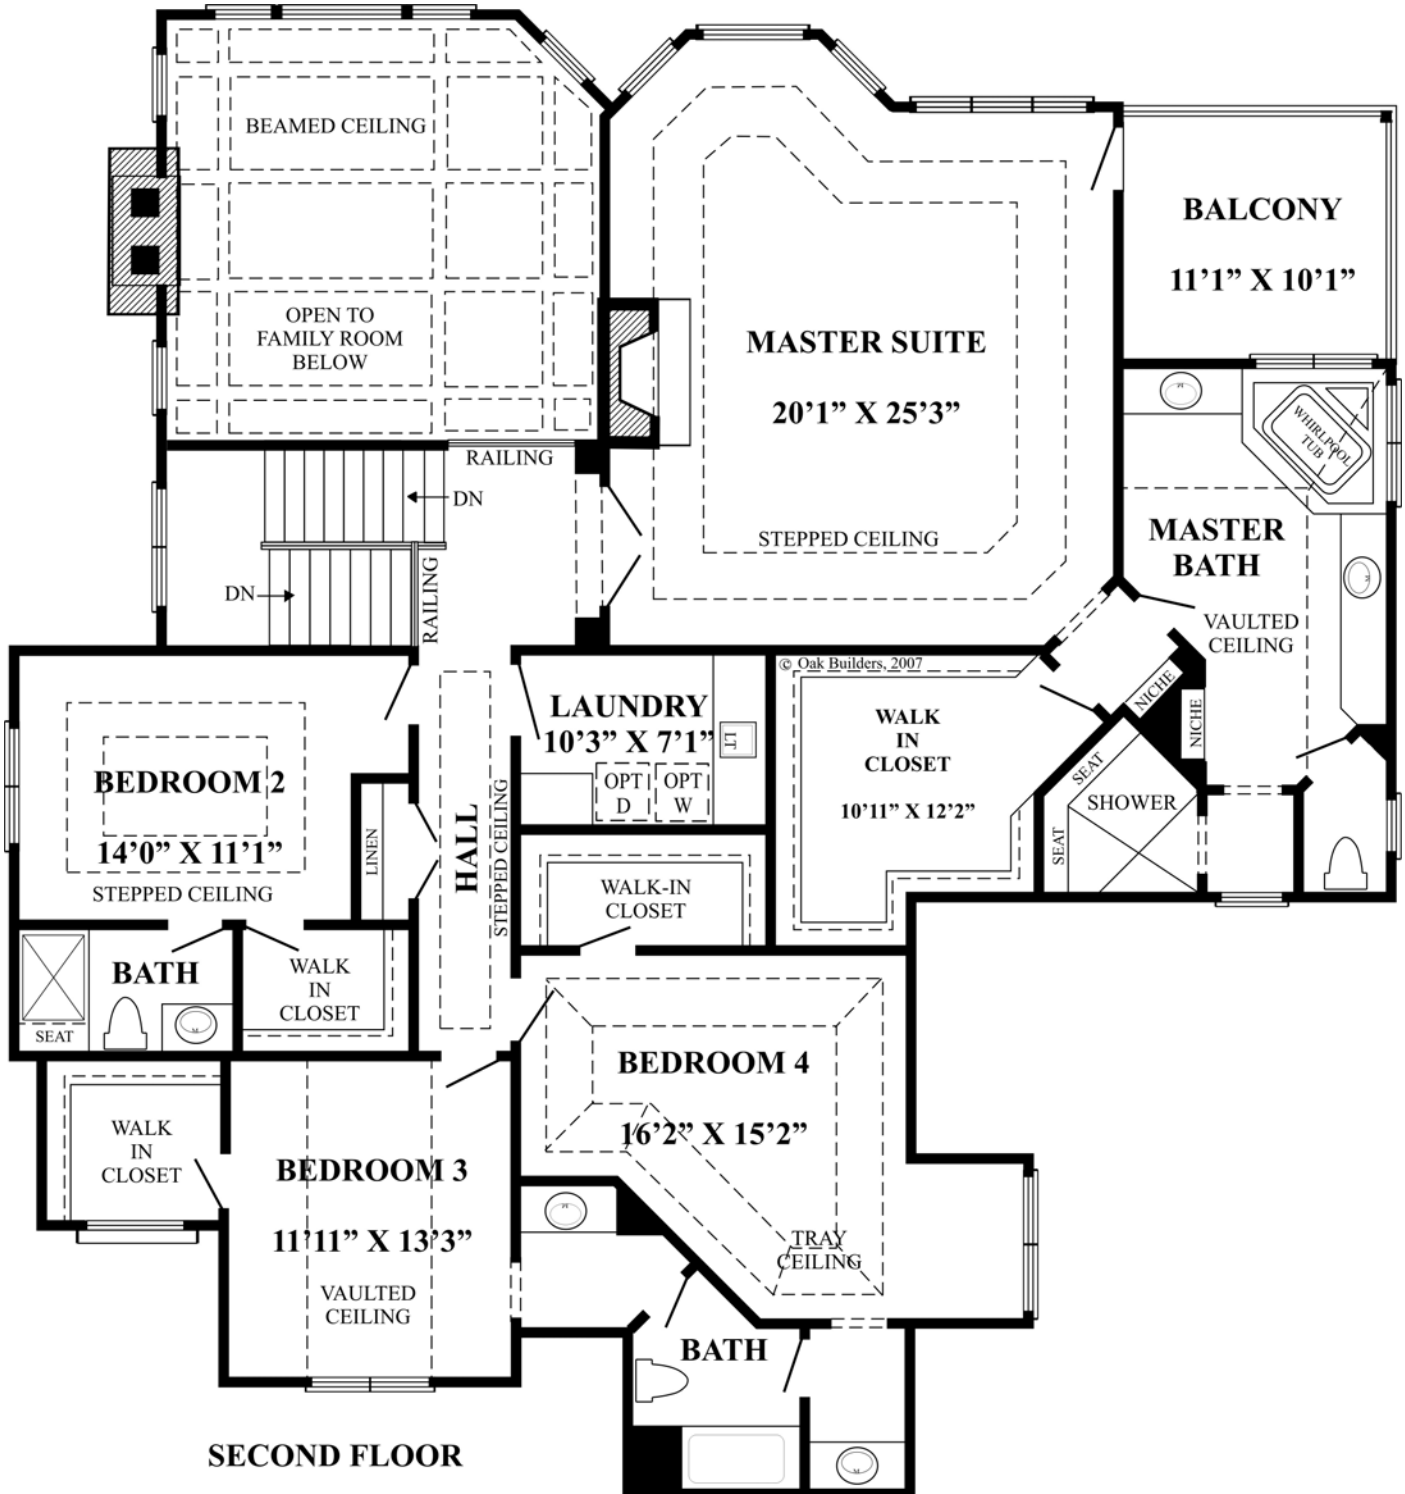 BEAMED CEILING
OPEN TO
FAMILY ROOM
BELOW
BALCONY
11'1” X 10'1”
MASTER SUITE
20'1” X 25'3”
STEPPED CEILING
WHIRLPOOL
TUB
MASTER
BATH
VAULTED
CEILING
RAILING
DN
DN
RAILING
© Oak Builders, 2007
WALK
IN
CLOSET
10'11” X 12'2”
NICHE
NICHE
SEAT
SHOWER
SEAT
LAUNDRY
10'3” X 7'1”
LT
OPT
D
OPT
W
BEDROOM 2
14'0” X 11'1”
STEPPED CEILING
LINEN
HALL
STEPPED CEILING
WALK-IN
CLOSET
BATH
SEAT
M
WALK
IN
CLOSET
BEDROOM 4
16'2” X 15'2”
TRAY
CEILING
WALK
IN
CLOSET
BEDROOM 3
11'11” X 13'3”
VAULTED
CEILING
M
M
M
BATH
M
SECOND FLOOR